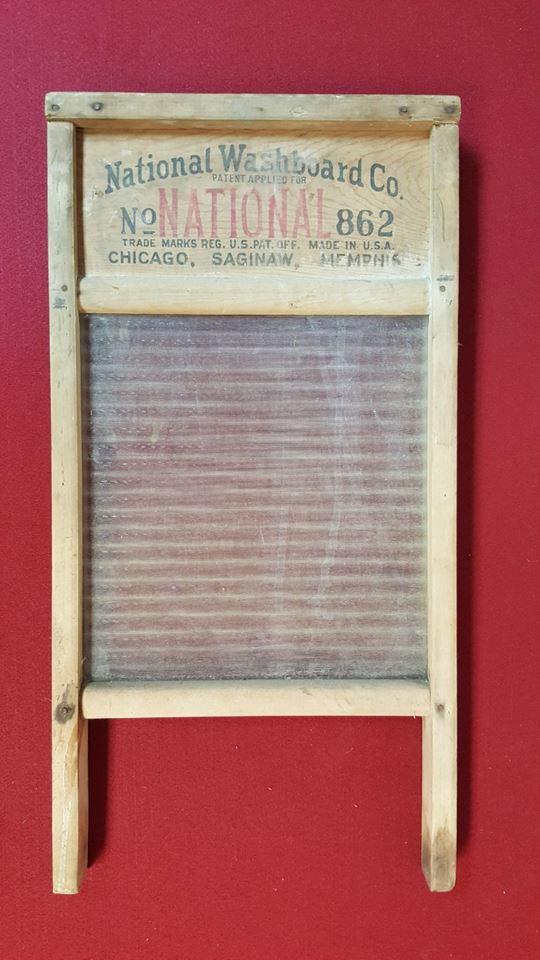 National Washboard Co.
PATENT APPLIED FOR
No NATIONAL 862
TRADE MARKS REG. U.S. PAT. OFF. MADE IN U.S.A.
CHICAGO, SAGINAW, MEMPHIS